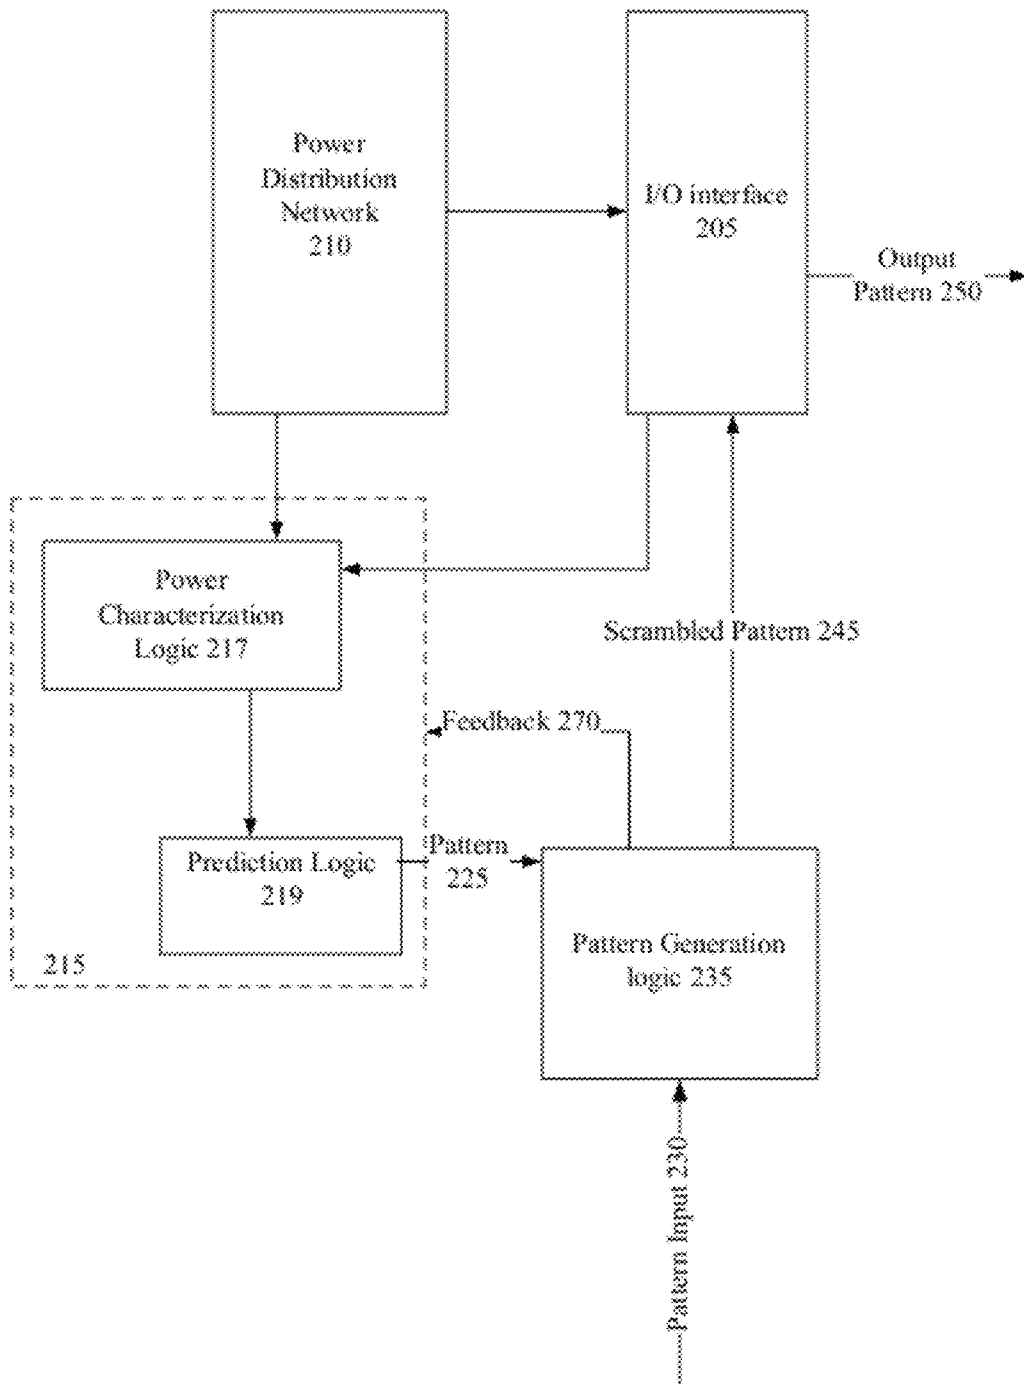 Power
Distribution
Network
210
I/O interface
205
Output
Pattern 250
Power
Characterization
Logic 217
Scrambled Pattern 245
Feedback 270
Prediction Logic
219
Pattern
225
215
Pattern Generation
logic 235
Pattern Input 230